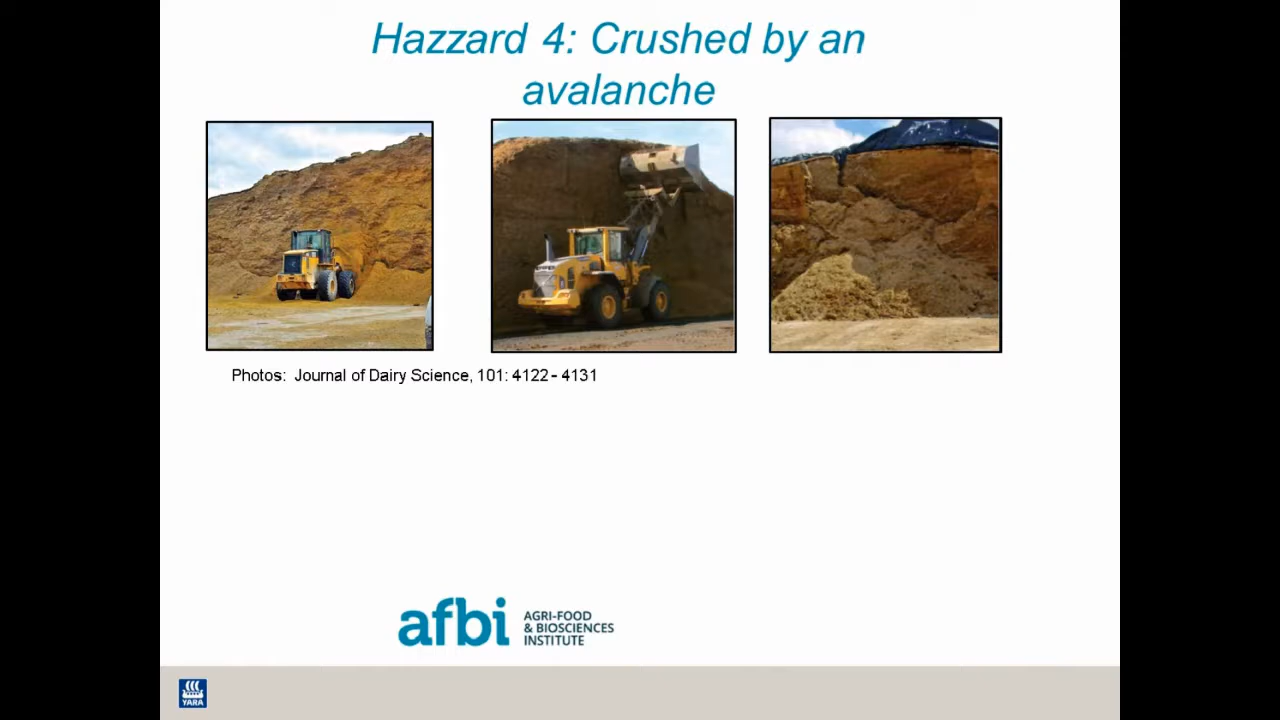 Hazzard 4: Crushed by an
avalanche
Photos: Journal of Dairy Science, 101: 4122 - 4131
afbi
AGRI-FOOD
& BIOSCIENCES
INSTITUTE
YARA